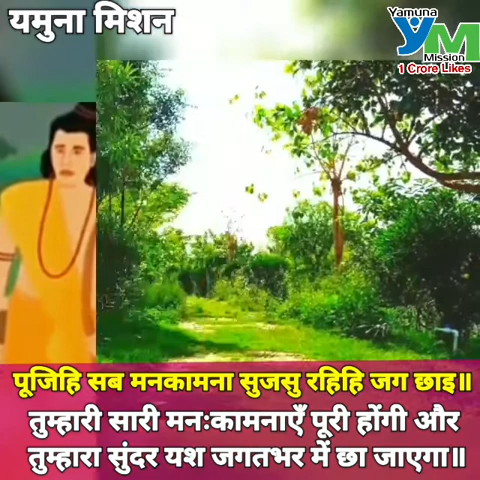 यमुना मिशन
Yamuna
YM
Mission
1 Crore Likes
पूजिहि सब मनकामना सुजसु रहिहि जग छाइ॥
तुम्हारी सारी मनःकामनाएँ पूरी होंगी और
तुम्हारा सुंदर यश जगतभर में छा जाएगा॥